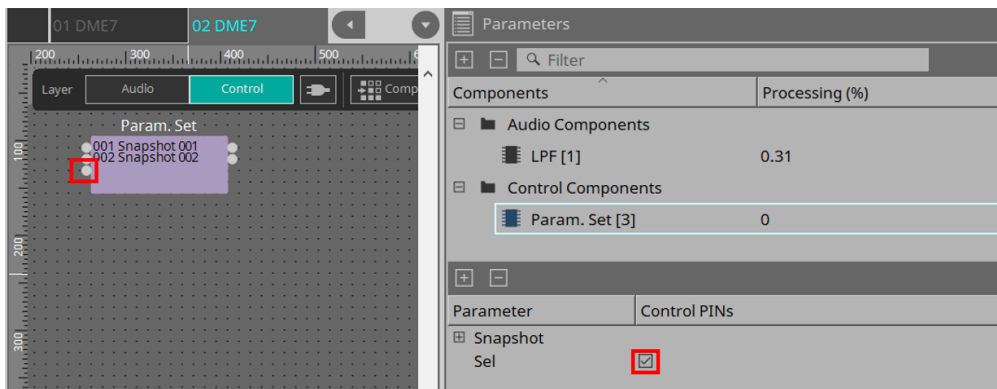 01 DME7
02 DME7
200
300
400
500
Layer
Audio
Control
Comp
Param. Set
001 Snapshot 001
002 Snapshot 002
100
200
300
Parameters
Filter
Components
Processing (%)
Audio Components
LPF [1]
0.31
Control Components
Param. Set [3]
0
Parameter
Control PINs
Snapshot
Sel